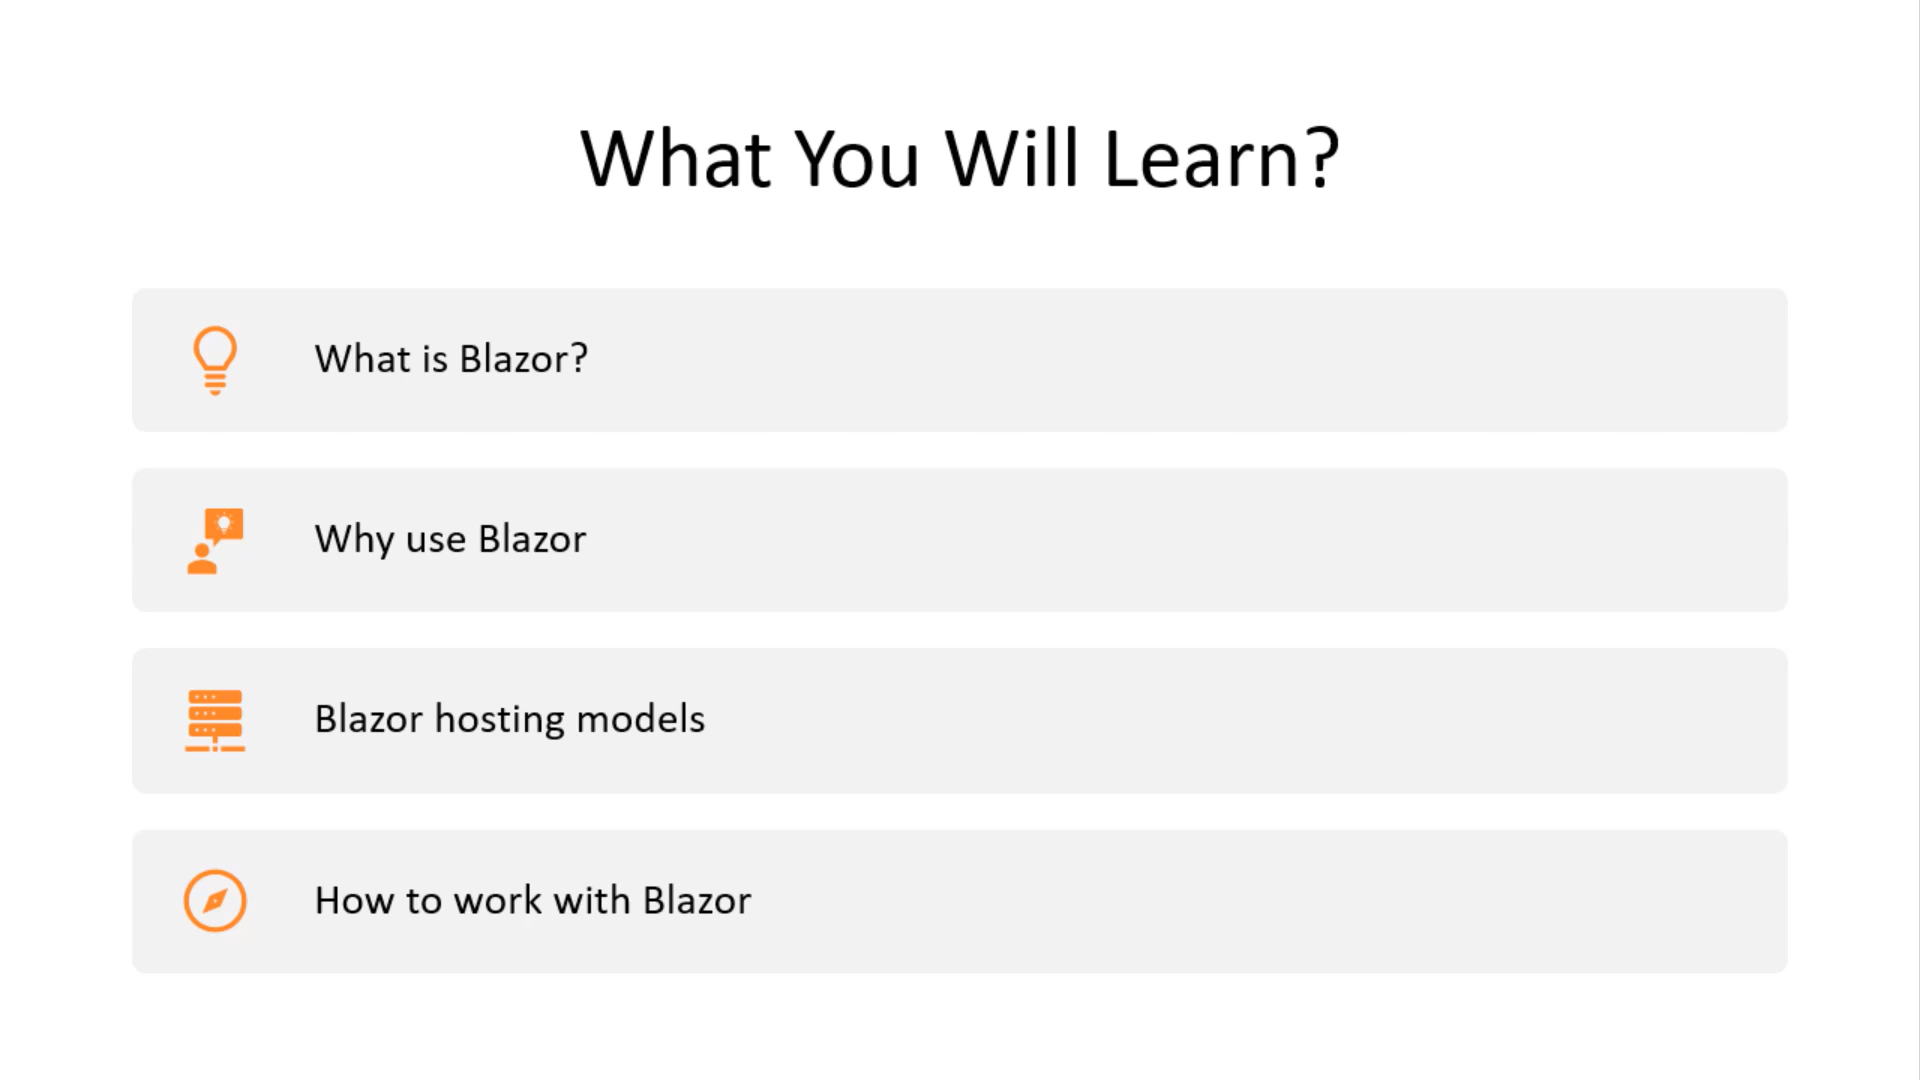 What You Will Learn?
What is Blazor?
Why use Blazor
Blazor hosting models
How to work with Blazor